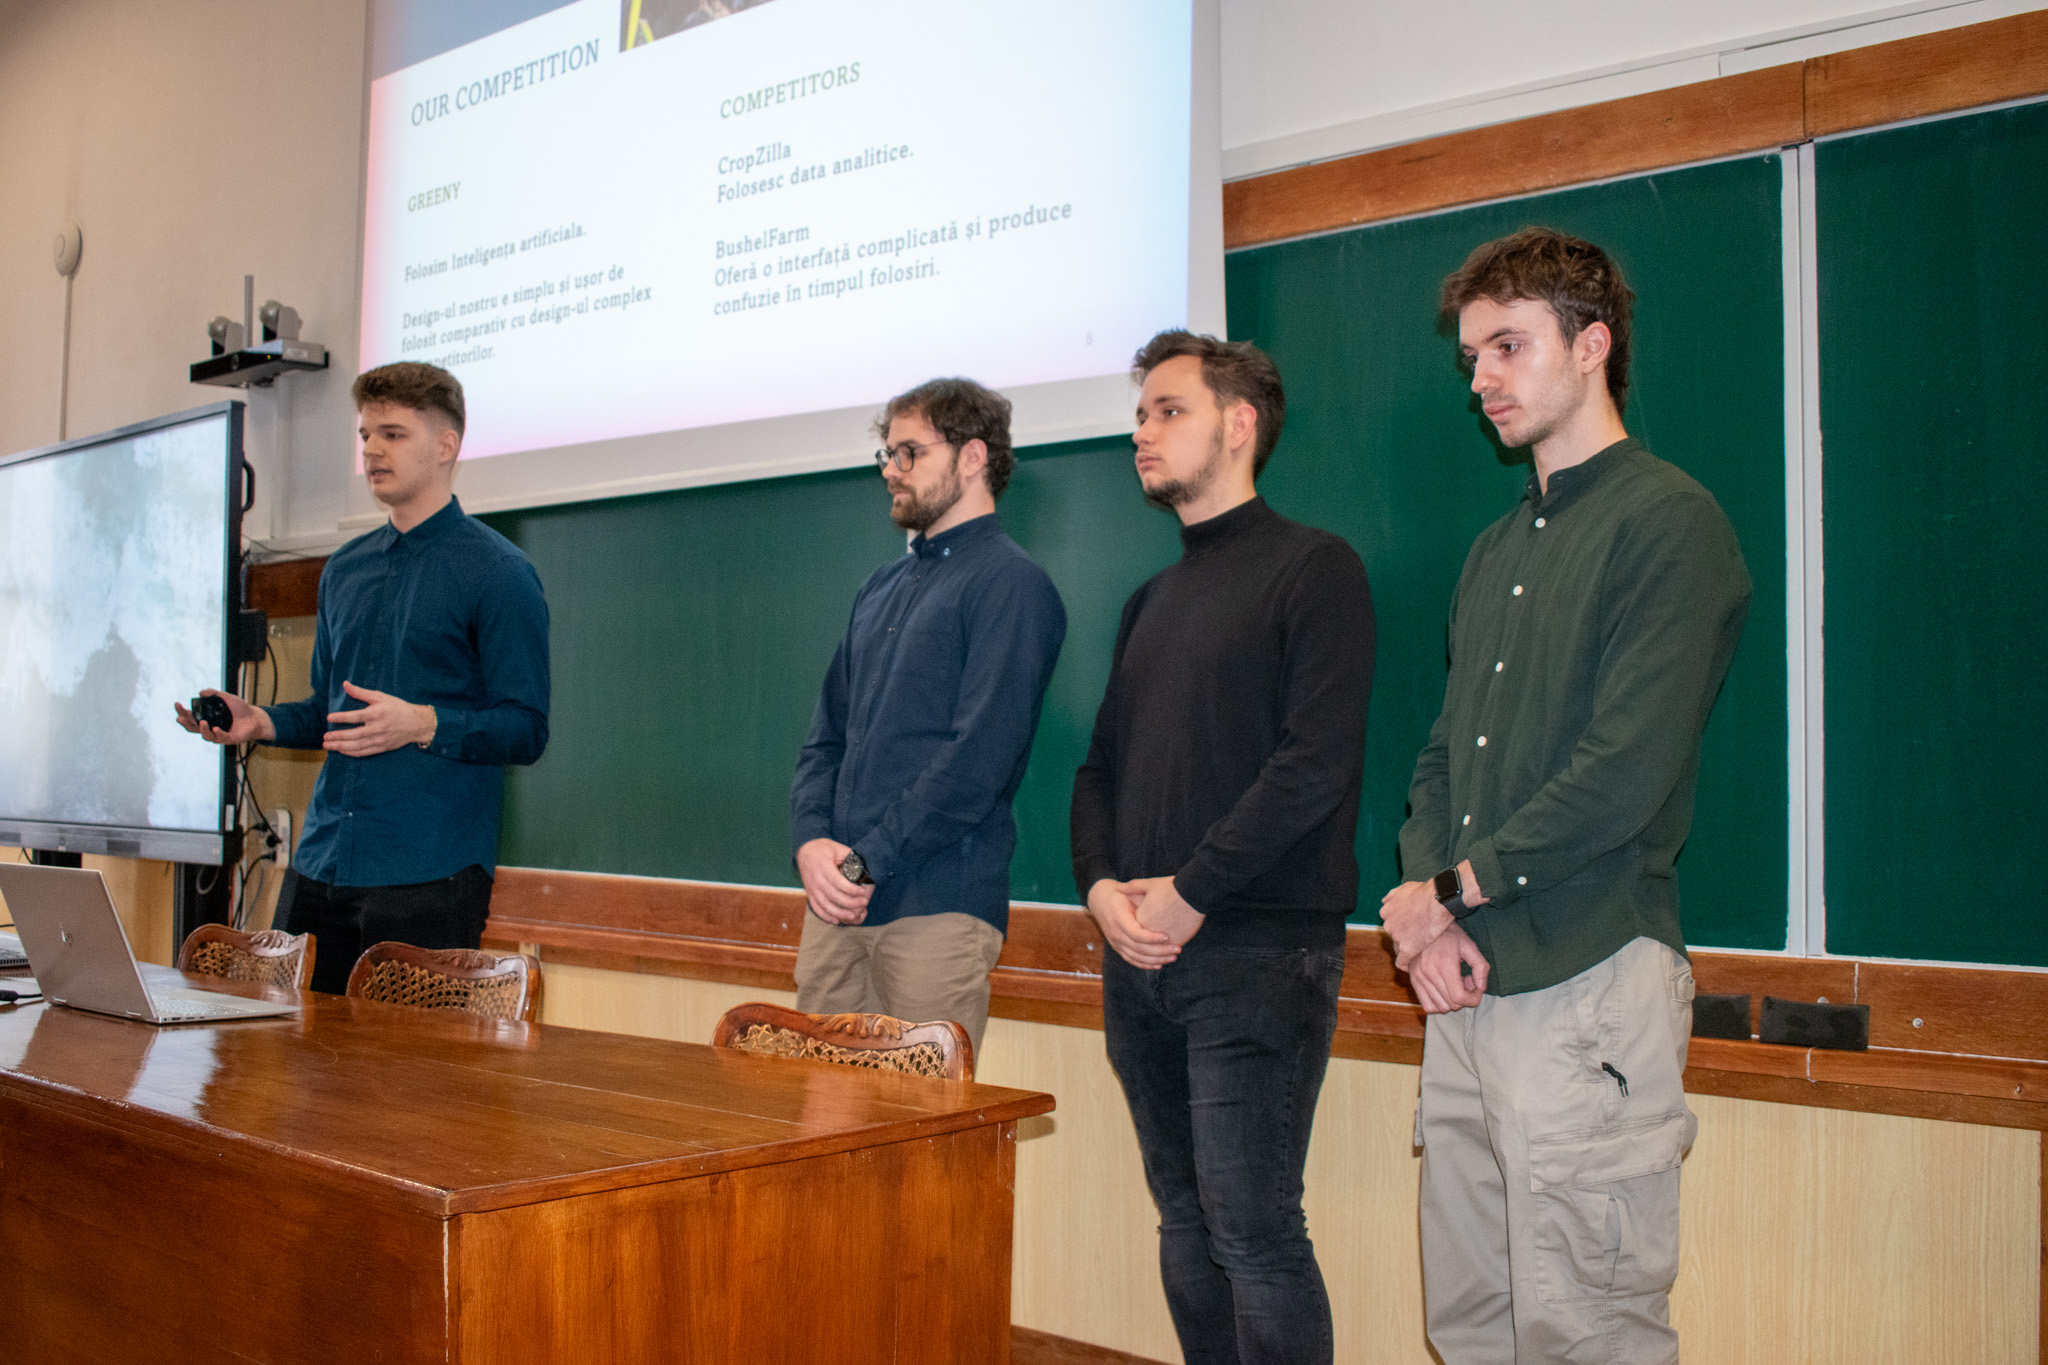 OUR COMPETITION
GREENY
Folosim Inteligența artificiala.
Design-ul nostru e simplu și ușor de
folosit comparativ cu design-ul complex
COMPETITORS
CropZilla
Folosesc data analitice.
BushelFarm
Oferă o interfață complicată și produce
confuzie în timpul folosiri.
5